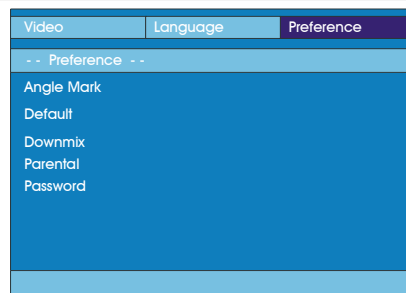 Video Language Preference
- - Preference - -
Angle Mark
Default
Downmix
Parental
Password